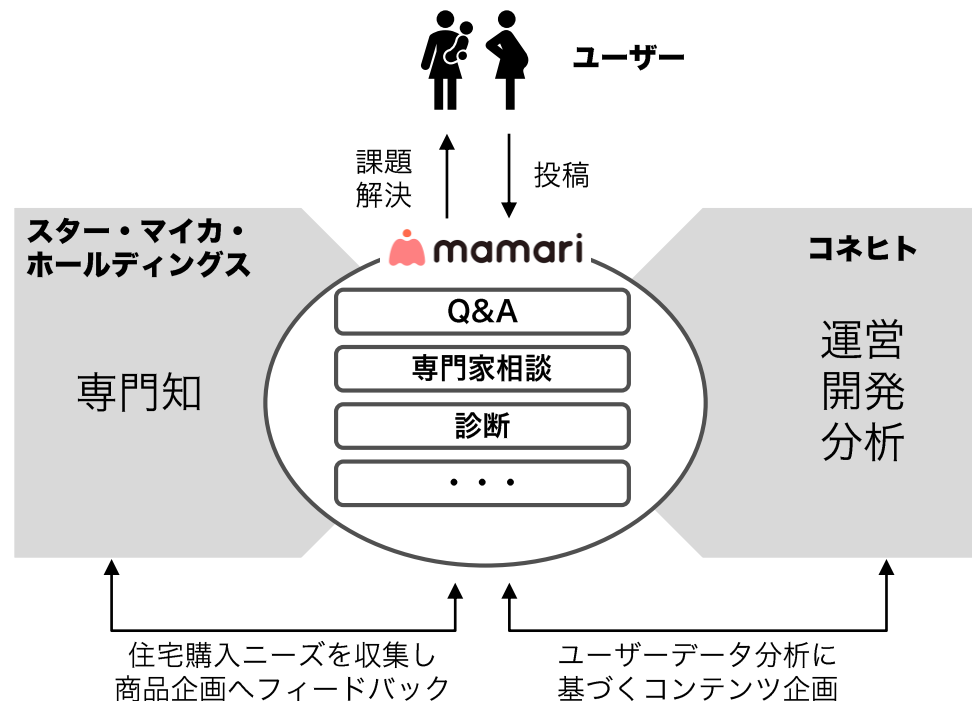 ユーザー
課題
解決
投稿
スター・マイカ・
ホールディングス
mamari
コネヒト
Q&A
専門家相談
診断
・・・
専門知
運営
開発
分析
住宅購入ニーズを収集し
商品企画へフィードバック
ユーザーデータ分析に
基づくコンテンツ企画